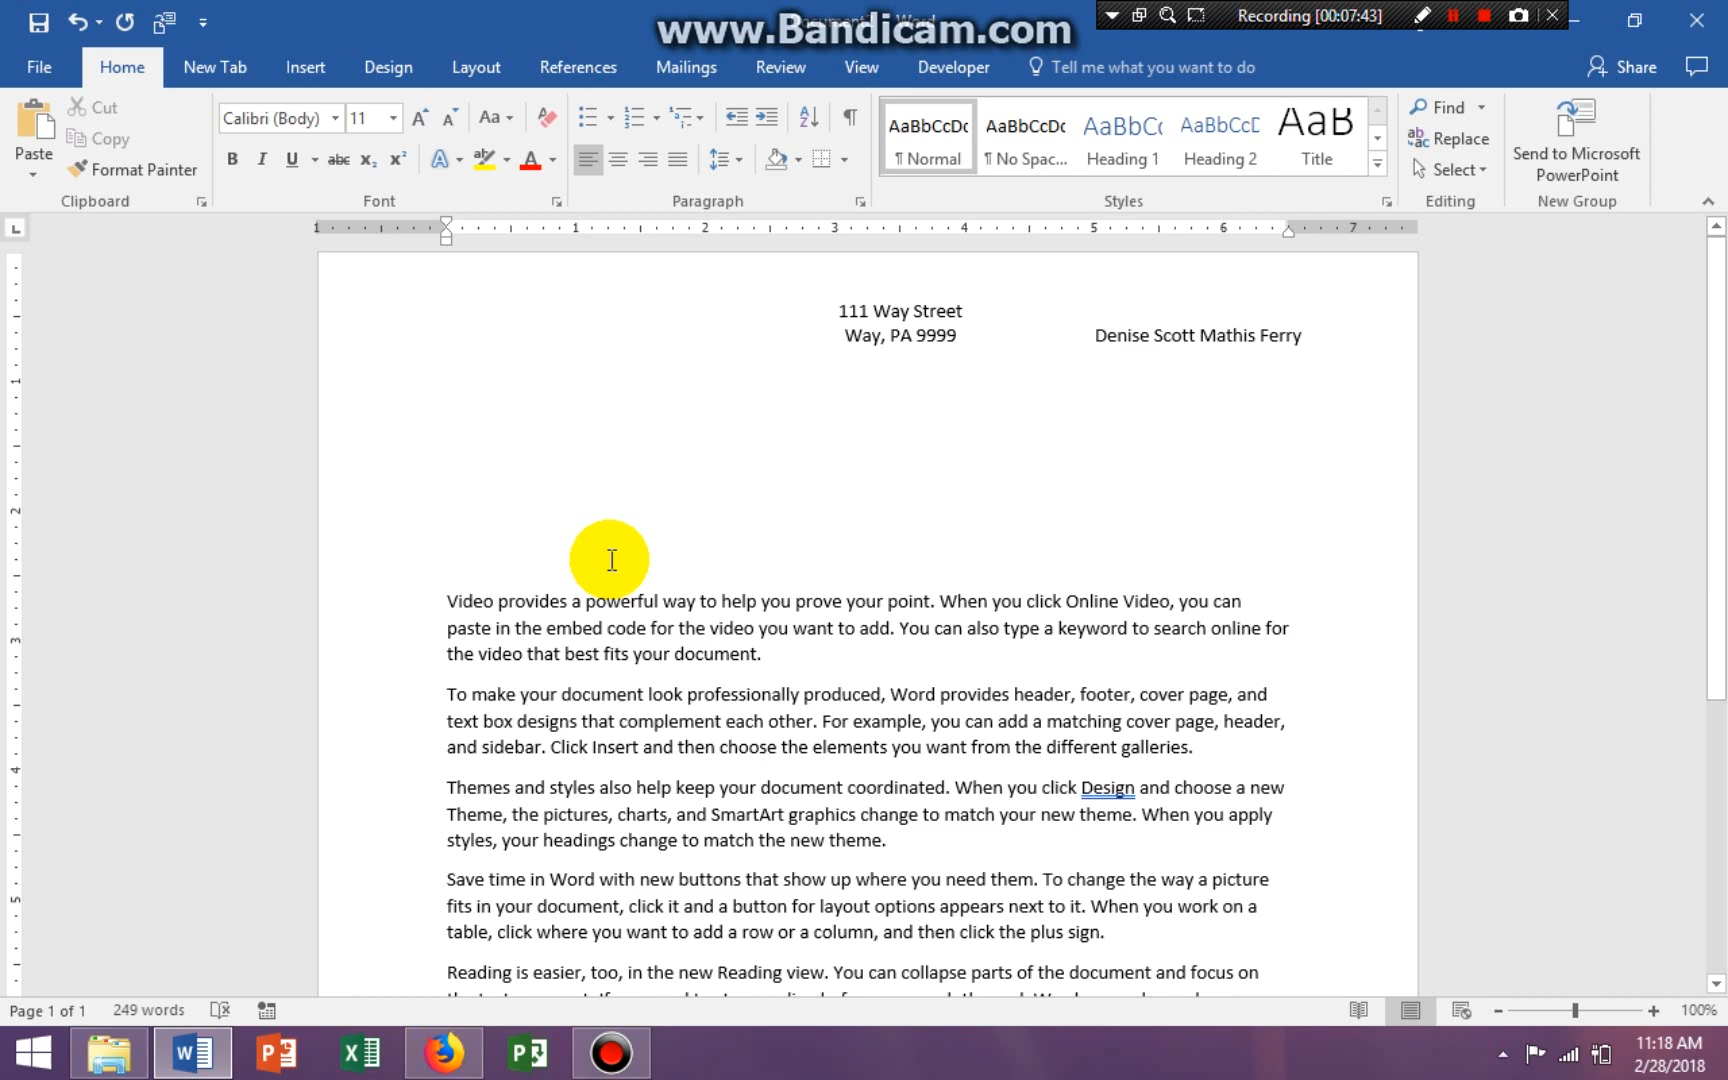 www.Bandicam.com
Recording [00:07:43]
File Home New Tab Insert Design Layout References Mailings Review View Developer Tell me what you want to do Share
Paste
Cut
Copy
Format Painter
Clipboard
Calibri (Body) 11
Font
Paragraph
AaBbCcDc AaBbCcDc AaBbCc AaBbCcD AaB
¶ Normal ¶ No Spac... Heading 1 Heading 2 Title
Styles
Find
Replace
Select
Editing
Send to Microsoft
PowerPoint
New Group
1 1 2 3 4 5 6 7
111 Way Street
Way, PA 9999 Denise Scott Mathis Ferry
Video provides a powerful way to help you prove your point. When you click Online Video, you can
paste in the embed code for the video you want to add. You can also type a keyword to search online for
the video that best fits your document.
To make your document look professionally produced, Word provides header, footer, cover page, and
text box designs that complement each other. For example, you can add a matching cover page, header,
and sidebar. Click Insert and then choose the elements you want from the different galleries.
Themes and styles also help keep your document coordinated. When you click Design and choose a new
Theme, the pictures, charts, and SmartArt graphics change to match your new theme. When you apply
styles, your headings change to match the new theme.
Save time in Word with new buttons that show up where you need them. To change the way a picture
fits in your document, click it and a button for layout options appears next to it. When you work on a
table, click where you want to add a row or a column, and then click the plus sign.
Reading is easier, too, in the new Reading view. You can collapse parts of the document and focus on
Page 1 of 1 249 words 100%
11:18 AM
2/28/2018